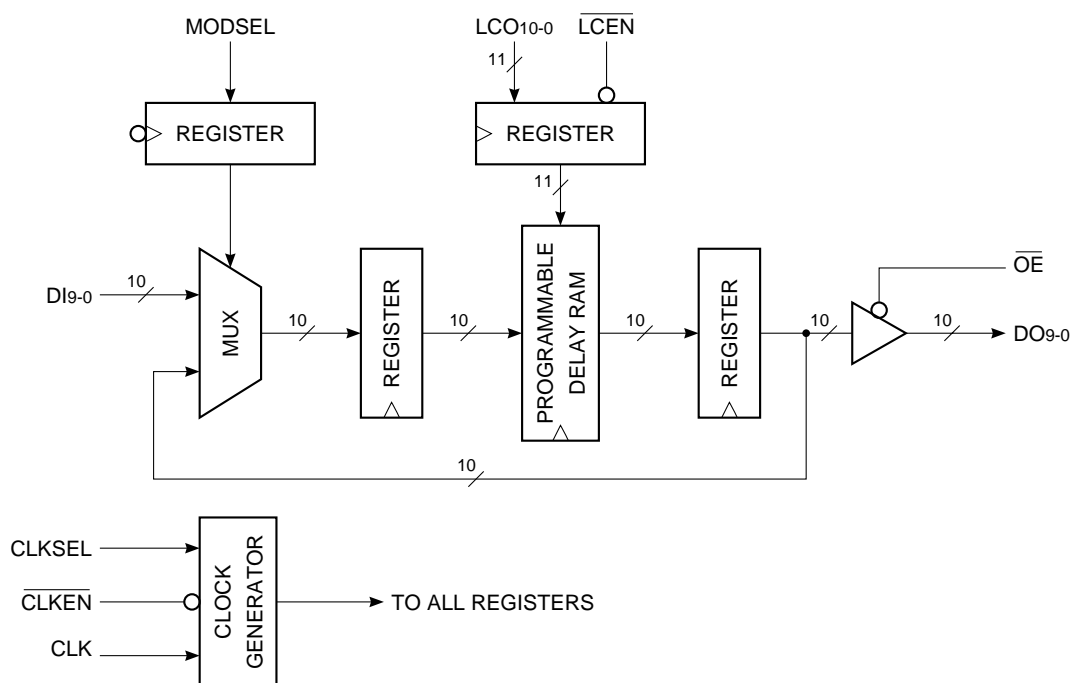 MODSEL
LCO10-0
LCEN
11
REGISTER
REGISTER
11
DI9-0
10
MUX
10
REGISTER
10
PROGRAMMABLE
DELAY RAM
10
REGISTER
10
OE
10
DO9-0
10
CLKSEL
CLKEN
CLK
CLOCK
GENERATOR
TO ALL REGISTERS